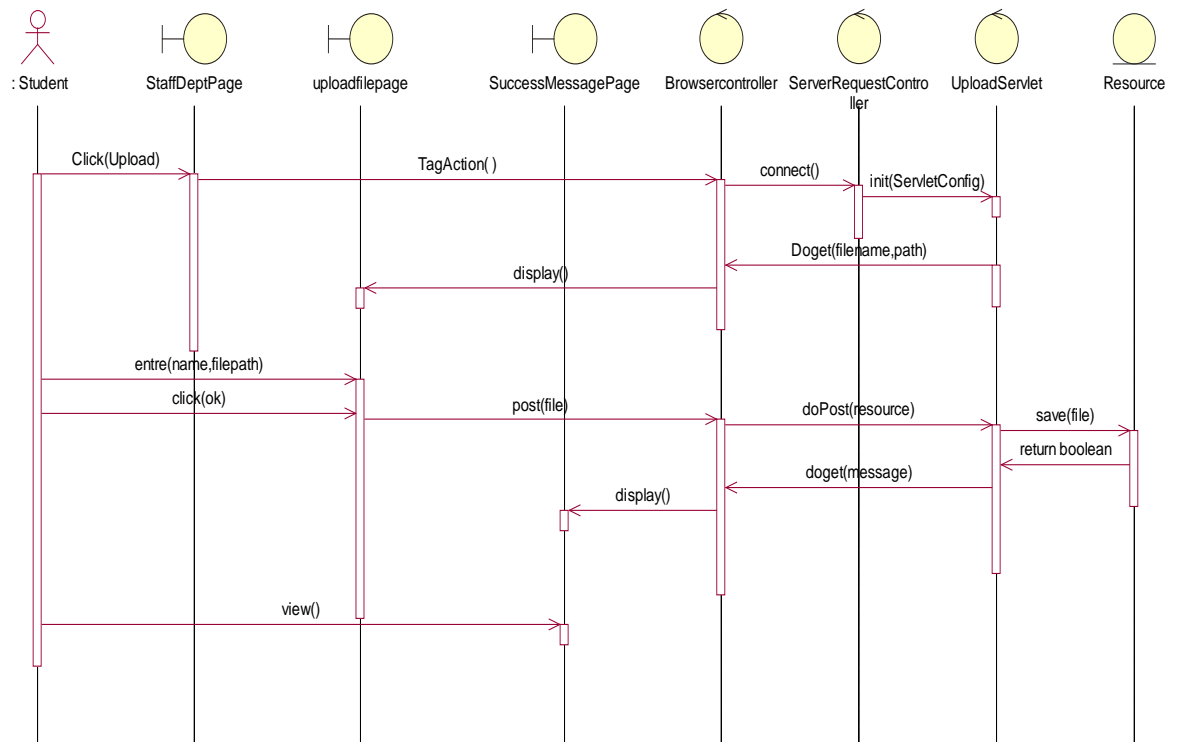 : Student
StaffDeptPage
uploadfilepage
SuccessMessagePage
Browsercontroller
ServerRequestContro
ller
UploadServlet
Resource
Click(Upload)
TagAction( )
connect()
init(ServletConfig)
Doget(filename,path)
display()
entre(name,filepath)
click(ok)
post(file)
doPost(resource)
save(file)
return boolean
doget(message)
display()
view()